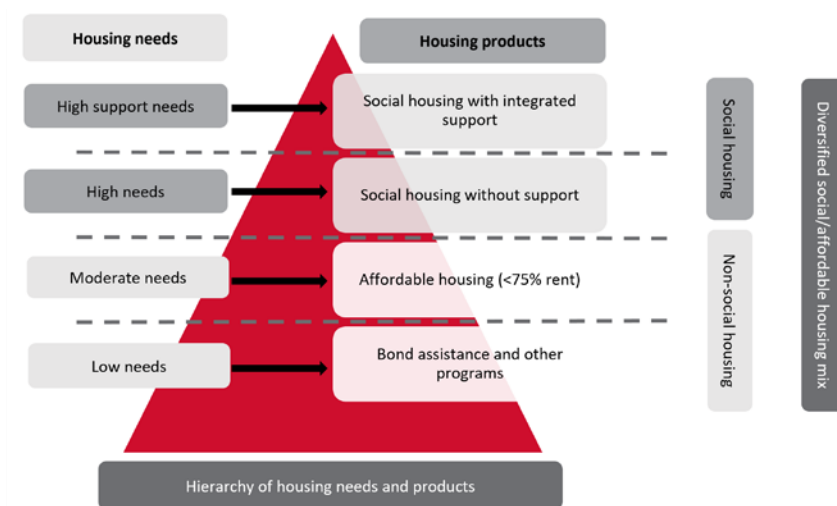 Housing needs
Housing products
High support needs
Social housing with integrated
support
High needs
Social housing without support
Moderate needs
Affordable housing (<75% rent)
Low needs
Bond assistance and other
programs
Social housing
Non-social housing
Diversified social/affordable housing mix
Hierarchy of housing needs and products